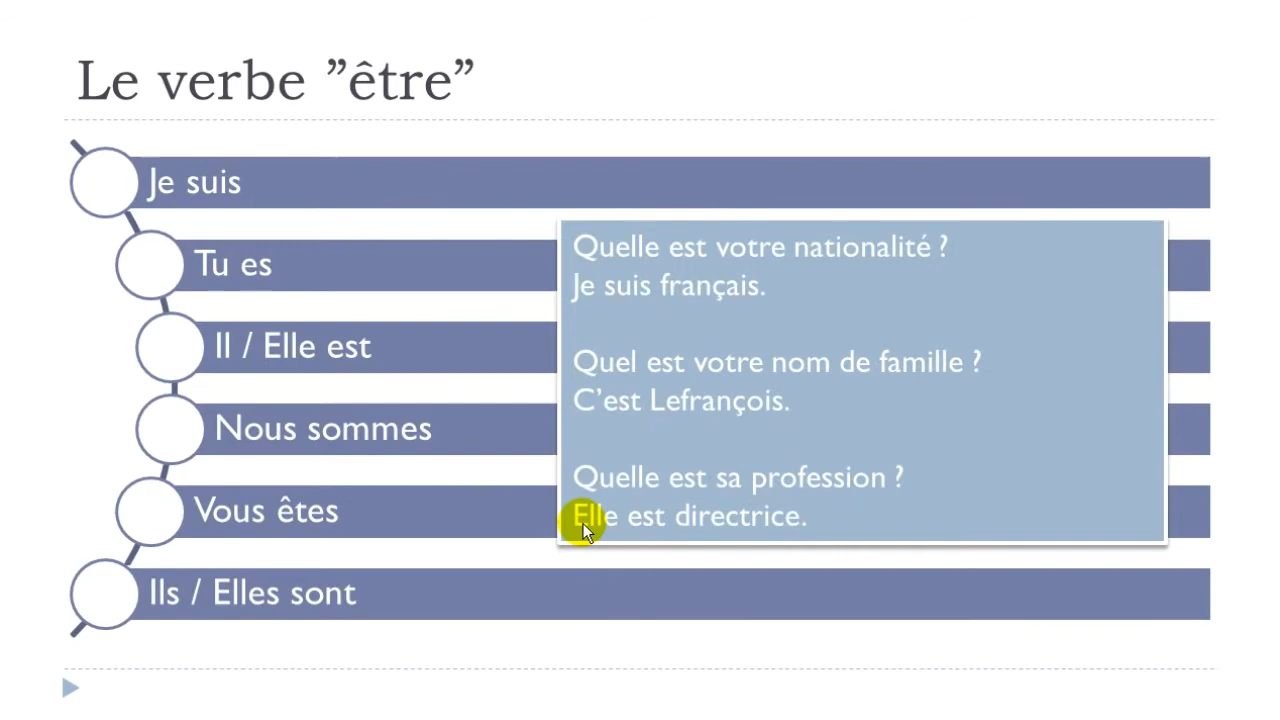 Le verbe ”être”
Je suis
Tu es
Il / Elle est
Nous sommes
Vous êtes
Ils / Elles sont
Quelle est votre nationalité ?
Je suis français.
Quel est votre nom de famille ?
C’est Lefrançois.
Quelle est sa profession ?
Elle est directrice.